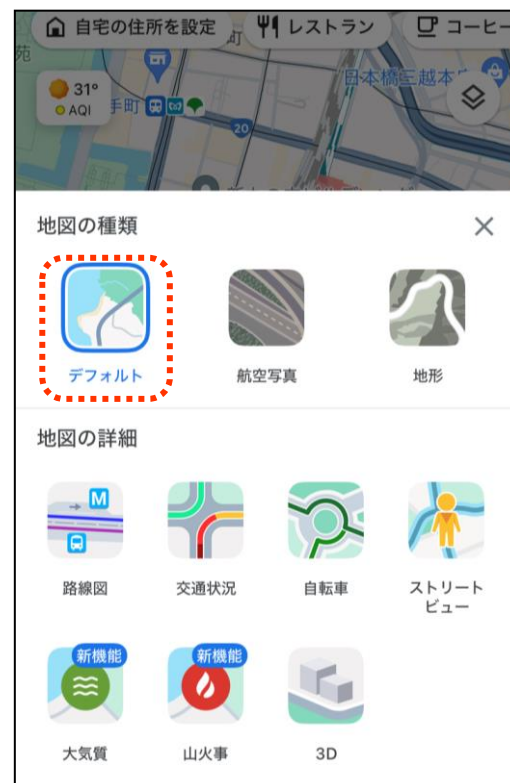 自宅の住所を設定
レストラン
コーヒー
苑
町
31°
AQI
手町
日本橋三越本
20
地図の種類
デフォルト
航空写真
地形
地図の詳細
M
路線図
交通状況
自転車
ストリート
ビュー
新機能
新機能
大気質
山火事
3D